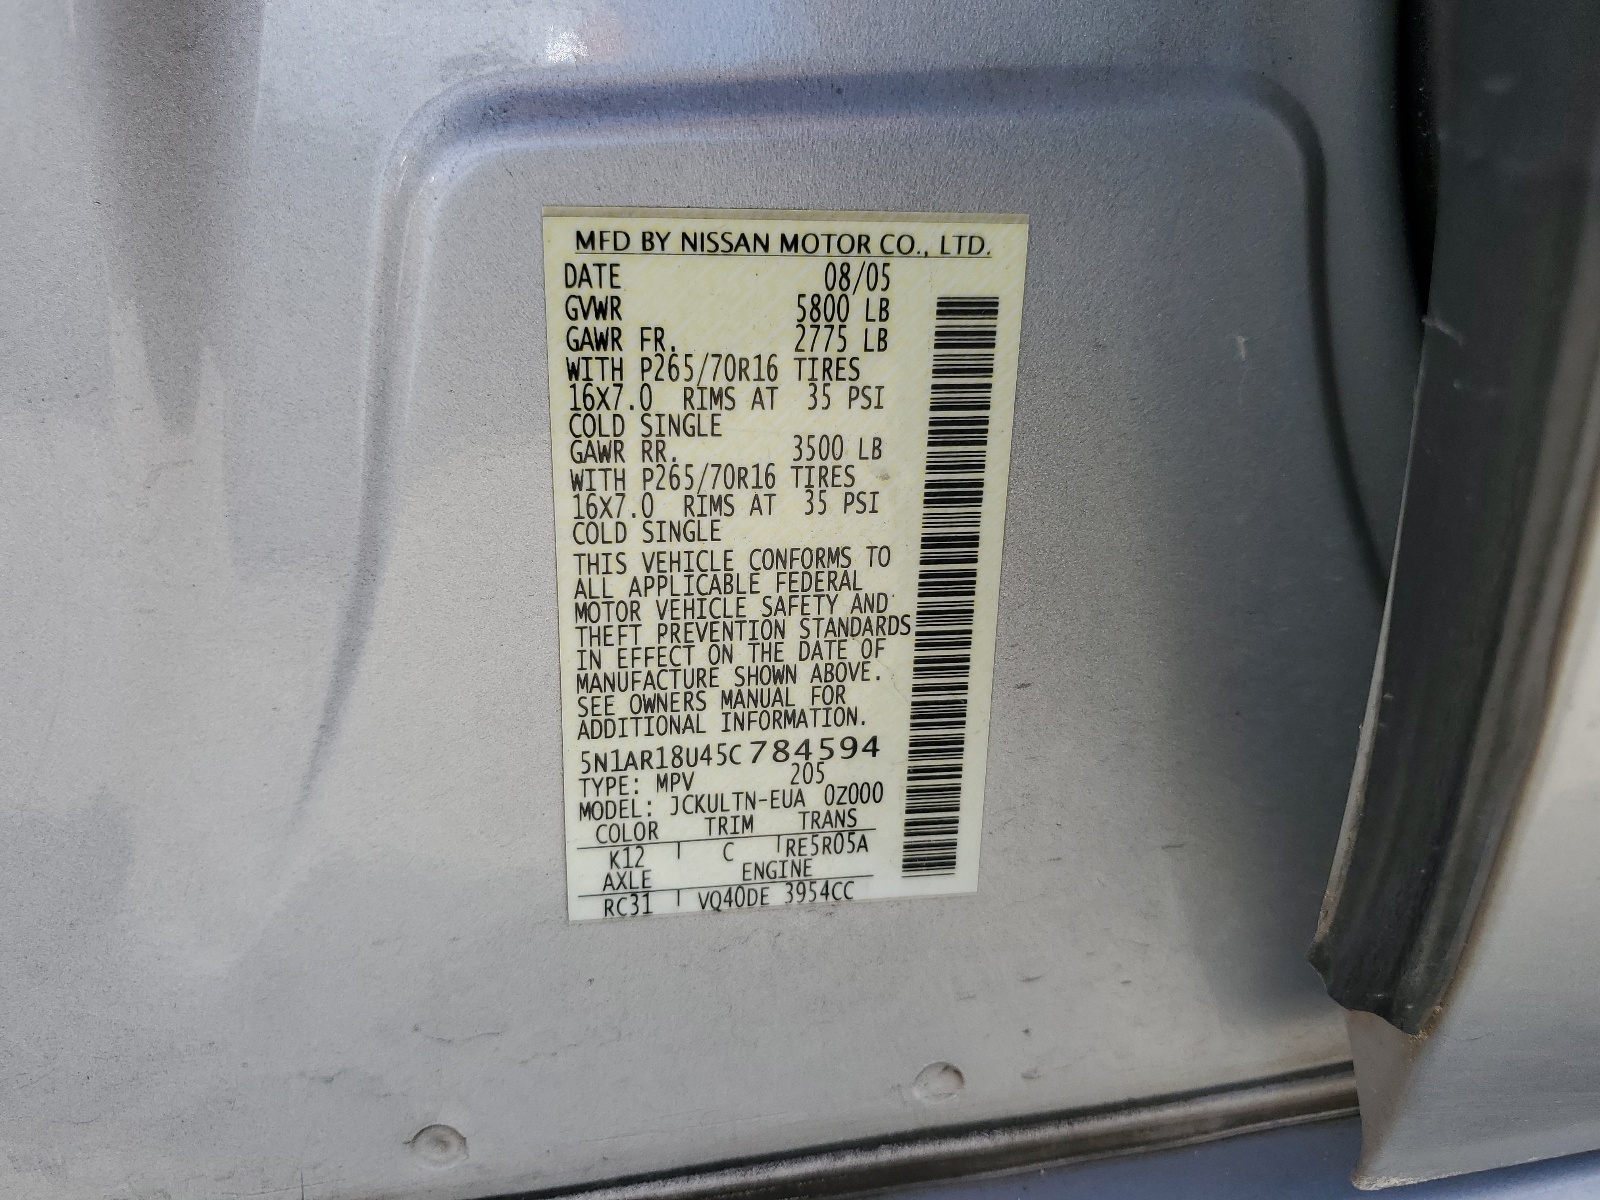 MFD BY NISSAN MOTOR CO., LTD.
DATE 08/05
GVWR 5800 LB
GAWR FR. 2775 LB
WITH P265/70R16 TIRES
16X7.0 RIMS AT 35 PSI
COLD SINGLE
GAWR RR. 3500 LB
WITH P265/70R16 TIRES
16X7.0 RIMS AT 35 PSI
COLD SINGLE
THIS VEHICLE CONFORMS TO
ALL APPLICABLE FEDERAL
MOTOR VEHICLE SAFETY AND
THEFT PREVENTION STANDARDS
IN EFFECT ON THE DATE OF
MANUFACTURE SHOWN ABOVE.
SEE OWNERS MANUAL FOR
ADDITIONAL INFORMATION.
5N1AR18U45C784594
TYPE: MPV 205
MODEL: JCKULTN-EUA 0Z000
COLOR TRIM TRANS
K12 C RE5R05A
AXLE ENGINE
RC31 VQ40DE 3954CC